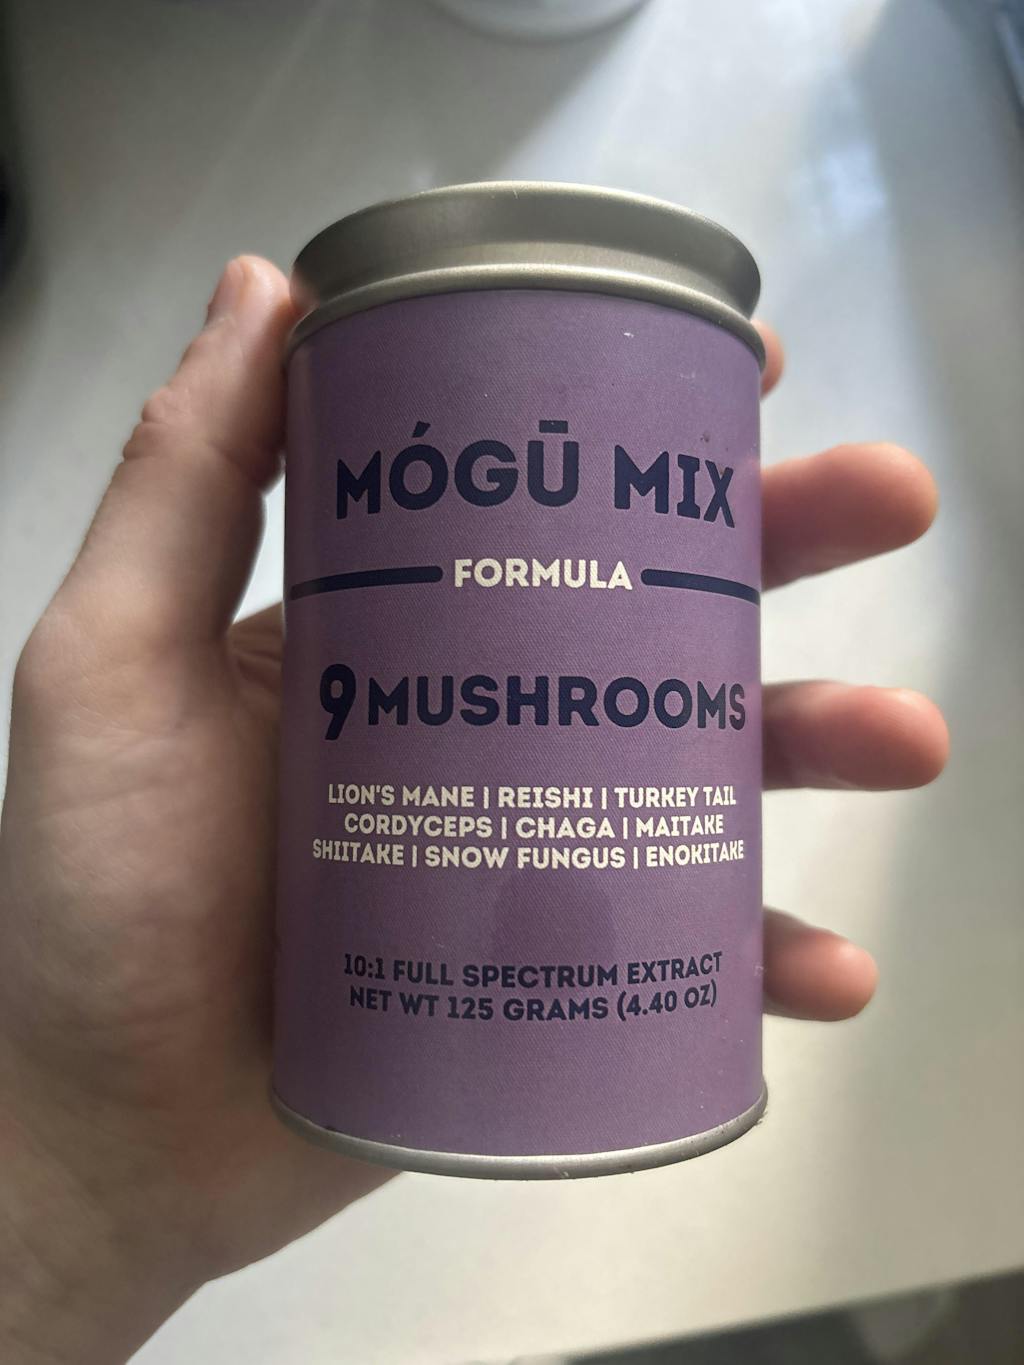 MÓGŪ MIX
FORMULA
9 MUSHROOMS
LION'S MANE | REISHI | TURKEY TAIL
CORDYCEPS | CHAGA | MAITAKE
SHIITAKE | SNOW FUNGUS | ENOKITAKE
10:1 FULL SPECTRUM EXTRACT
NET WT 125 GRAMS (4.40 OZ)